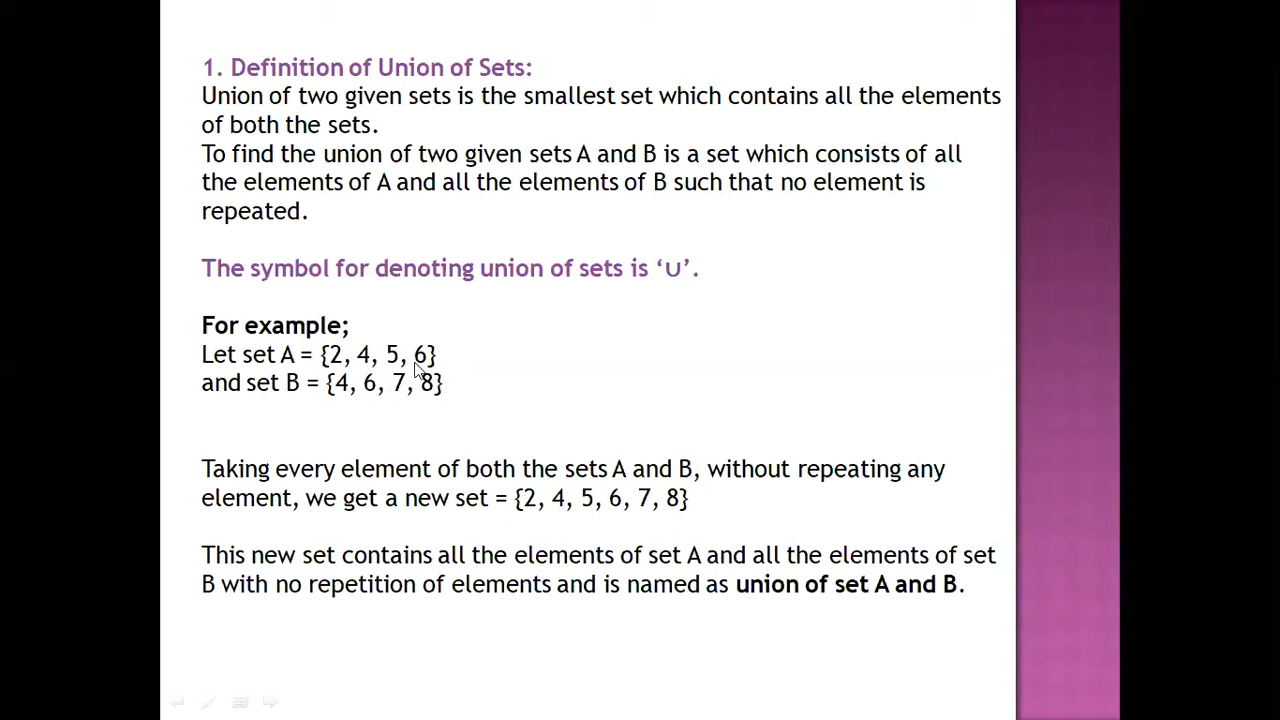 1. Definition of Union of Sets:
Union of two given sets is the smallest set which contains all the elements
of both the sets.
To find the union of two given sets A and B is a set which consists of all
the elements of A and all the elements of B such that no element is
repeated.
The symbol for denoting union of sets is ‘∪’.
For example;
Let set A = {2, 4, 5, 6}
and set B = {4, 6, 7, 8}
Taking every element of both the sets A and B, without repeating any
element, we get a new set = {2, 4, 5, 6, 7, 8}
This new set contains all the elements of set A and all the elements of set
B with no repetition of elements and is named as union of set A and B.